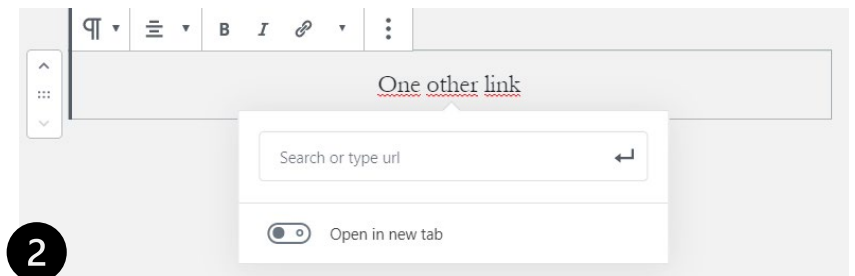 B I
One other link
Search or type url
Open in new tab
2